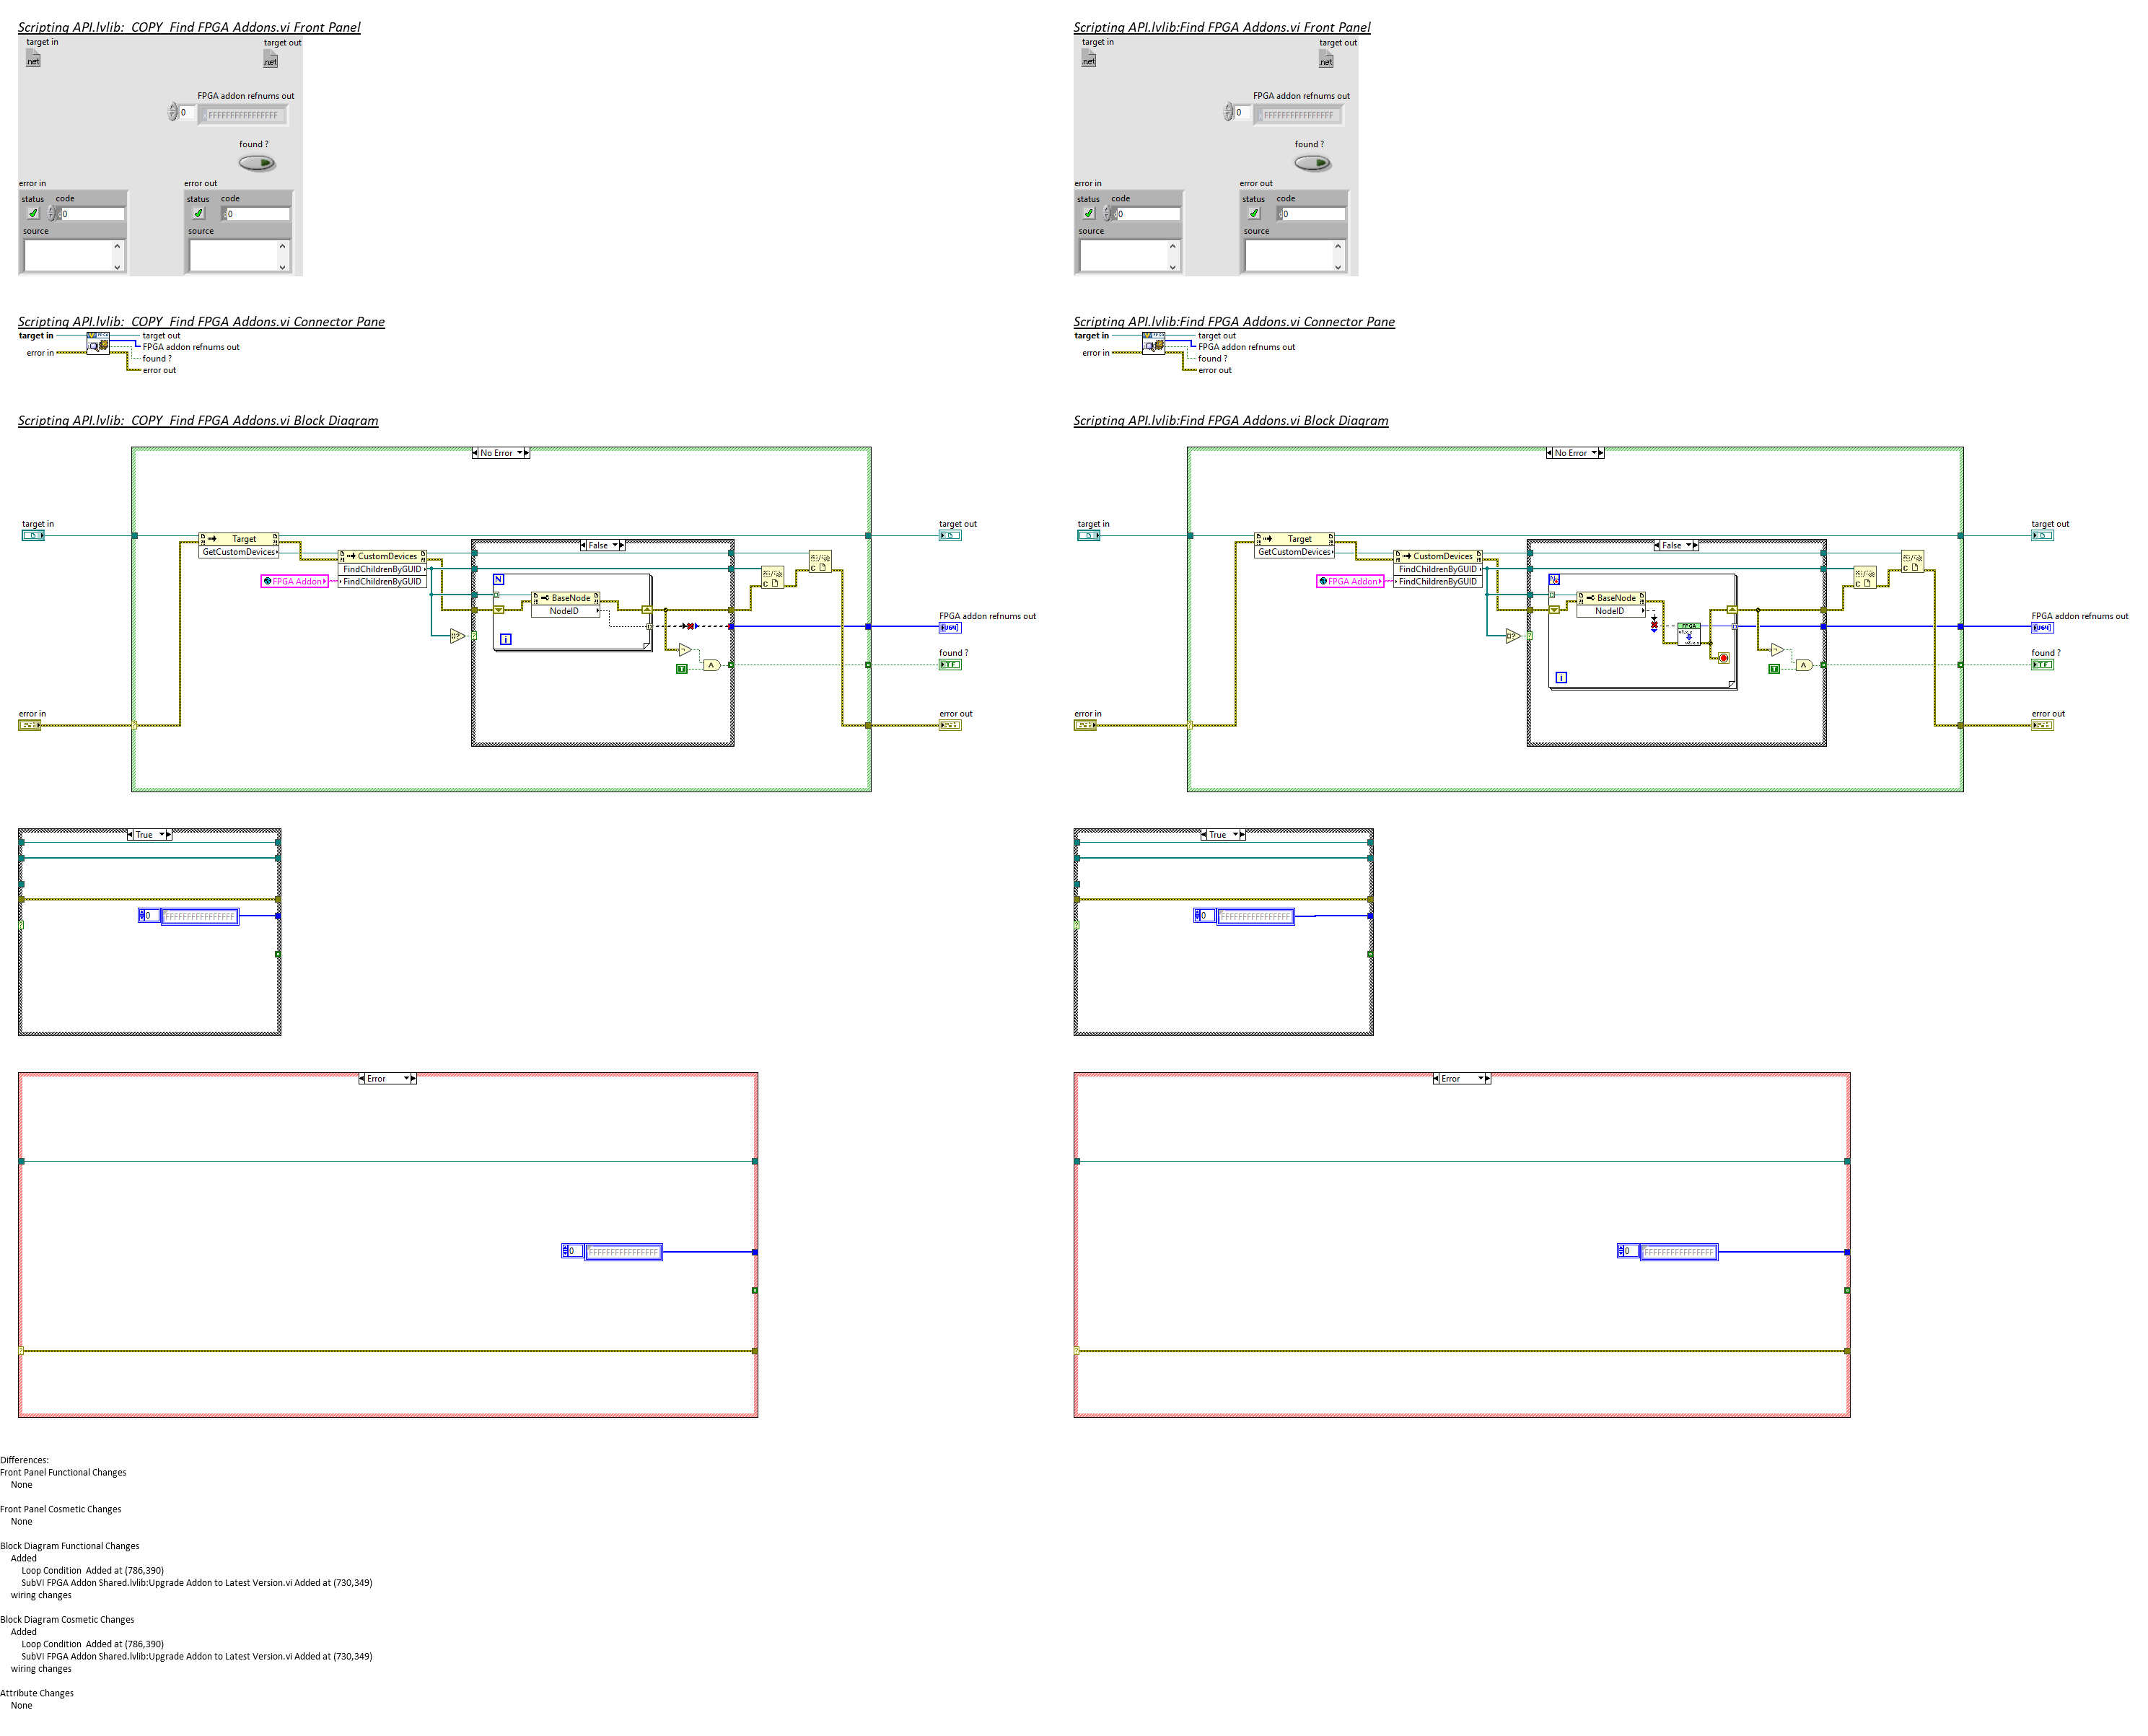 Scripting API.lvlib:  COPY  Find FPGA Addons.vi Front Panel
target in
target out
.net
.net
FPGA addon refnums out
0
FFFFFFFFFFFFFFFF
found ?
error in
error out
status
code
status
code
0
0
source
source
Scripting API.lvlib:  COPY  Find FPGA Addons.vi Connector Pane
target in
target out
FPGA addon refnums out
error in
found ?
error out
Scripting API.lvlib:  COPY  Find FPGA Addons.vi Block Diagram
No Error
target in
target out
Target
GetCustomDevices
CustomDevices
FindChildrenByGUID
FPGA Addon
FindChildrenByGUID
False
N
BaseNode
NodeID
i
FPGA addon refnums out
[U64]
found ?
TF
T
error in
error out
True
0
FFFFFFFFFFFFFFFF
Error
0
FFFFFFFFFFFFFFFF
Scripting API.lvlib:Find FPGA Addons.vi Front Panel
target in
target out
.net
.net
FPGA addon refnums out
0
FFFFFFFFFFFFFFFF
found ?
error in
error out
status
code
status
code
0
0
source
source
Scripting API.lvlib:Find FPGA Addons.vi Connector Pane
target in
target out
FPGA addon refnums out
error in
found ?
error out
Scripting API.lvlib:Find FPGA Addons.vi Block Diagram
No Error
target in
target out
Target
GetCustomDevices
CustomDevices
FindChildrenByGUID
FPGA Addon
FindChildrenByGUID
False
N
BaseNode
NodeID
FPGA
i
FPGA addon refnums out
[U64]
found ?
TF
T
error in
error out
True
0
FFFFFFFFFFFFFFFF
Error
0
FFFFFFFFFFFFFFFF
Differences:
Front Panel Functional Changes
None
Front Panel Cosmetic Changes
None
Block Diagram Functional Changes
Added
Loop Condition  Added at (786,390)
SubVI FPGA Addon Shared.lvlib:Upgrade Addon to Latest Version.vi Added at (730,349)
wiring changes
Block Diagram Cosmetic Changes
Added
Loop Condition  Added at (786,390)
SubVI FPGA Addon Shared.lvlib:Upgrade Addon to Latest Version.vi Added at (730,349)
wiring changes
Attribute Changes
None